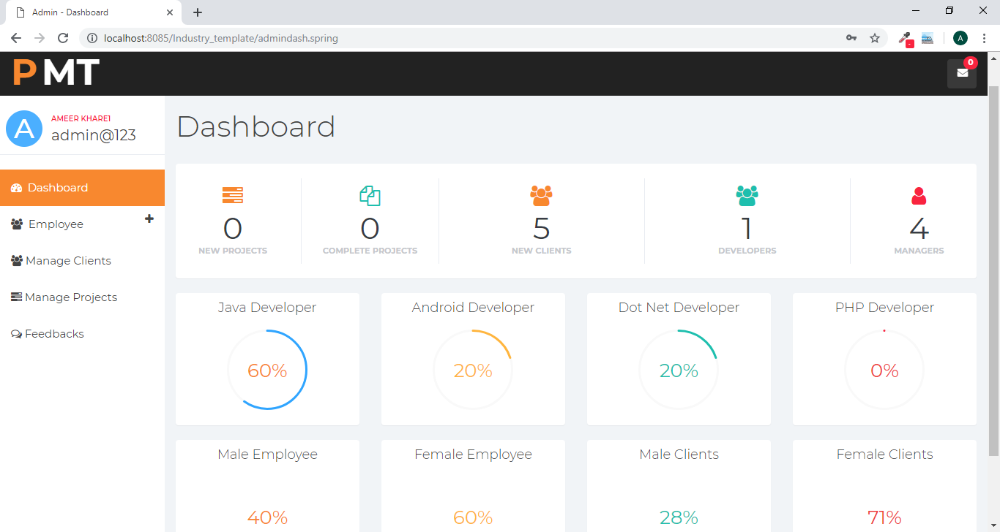 Admin - Dashboard
localhost:8085/Industry_template/admindash.spring
A
PMT
0
A
AMEER KHARE1
admin@123
Dashboard
Employee
Manage Clients
Manage Projects
Feedbacks
Dashboard
0 0 5 1 4
NEW PROJECTS COMPLETE PROJECTS NEW CLIENTS DEVELOPERS MANAGERS
Java Developer Android Developer Dot Net Developer PHP Developer
60% 20% 20% 0%
Male Employee Female Employee Male Clients Female Clients
40% 60% 28% 71%